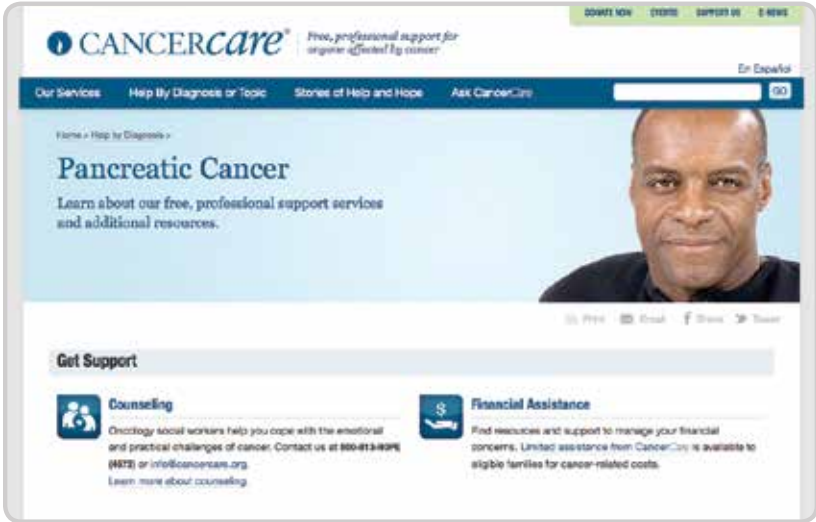 DONATE NOW EVENTS SUPPORT US E-NEWS
CANCERcare® Free, professional support for
anyone affected by cancer
En Español
Our Services Help By Diagnosis or Topic Stories of Help and Hope Ask CancerCare GO
Home » Help by Diagnosis »
Pancreatic Cancer
Learn about our free, professional support services
and additional resources.
Print Email Share Tweet
Get Support
Counseling
Oncology social workers help you cope with the emotional
and practical challenges of cancer. Contact us at 800-813-HOPE
(4673) or info@cancercare.org.
Learn more about counseling.
$ Financial Assistance
Find resources and support to manage your financial
concerns. Limited assistance from CancerCare is available to
eligible families for cancer-related costs.